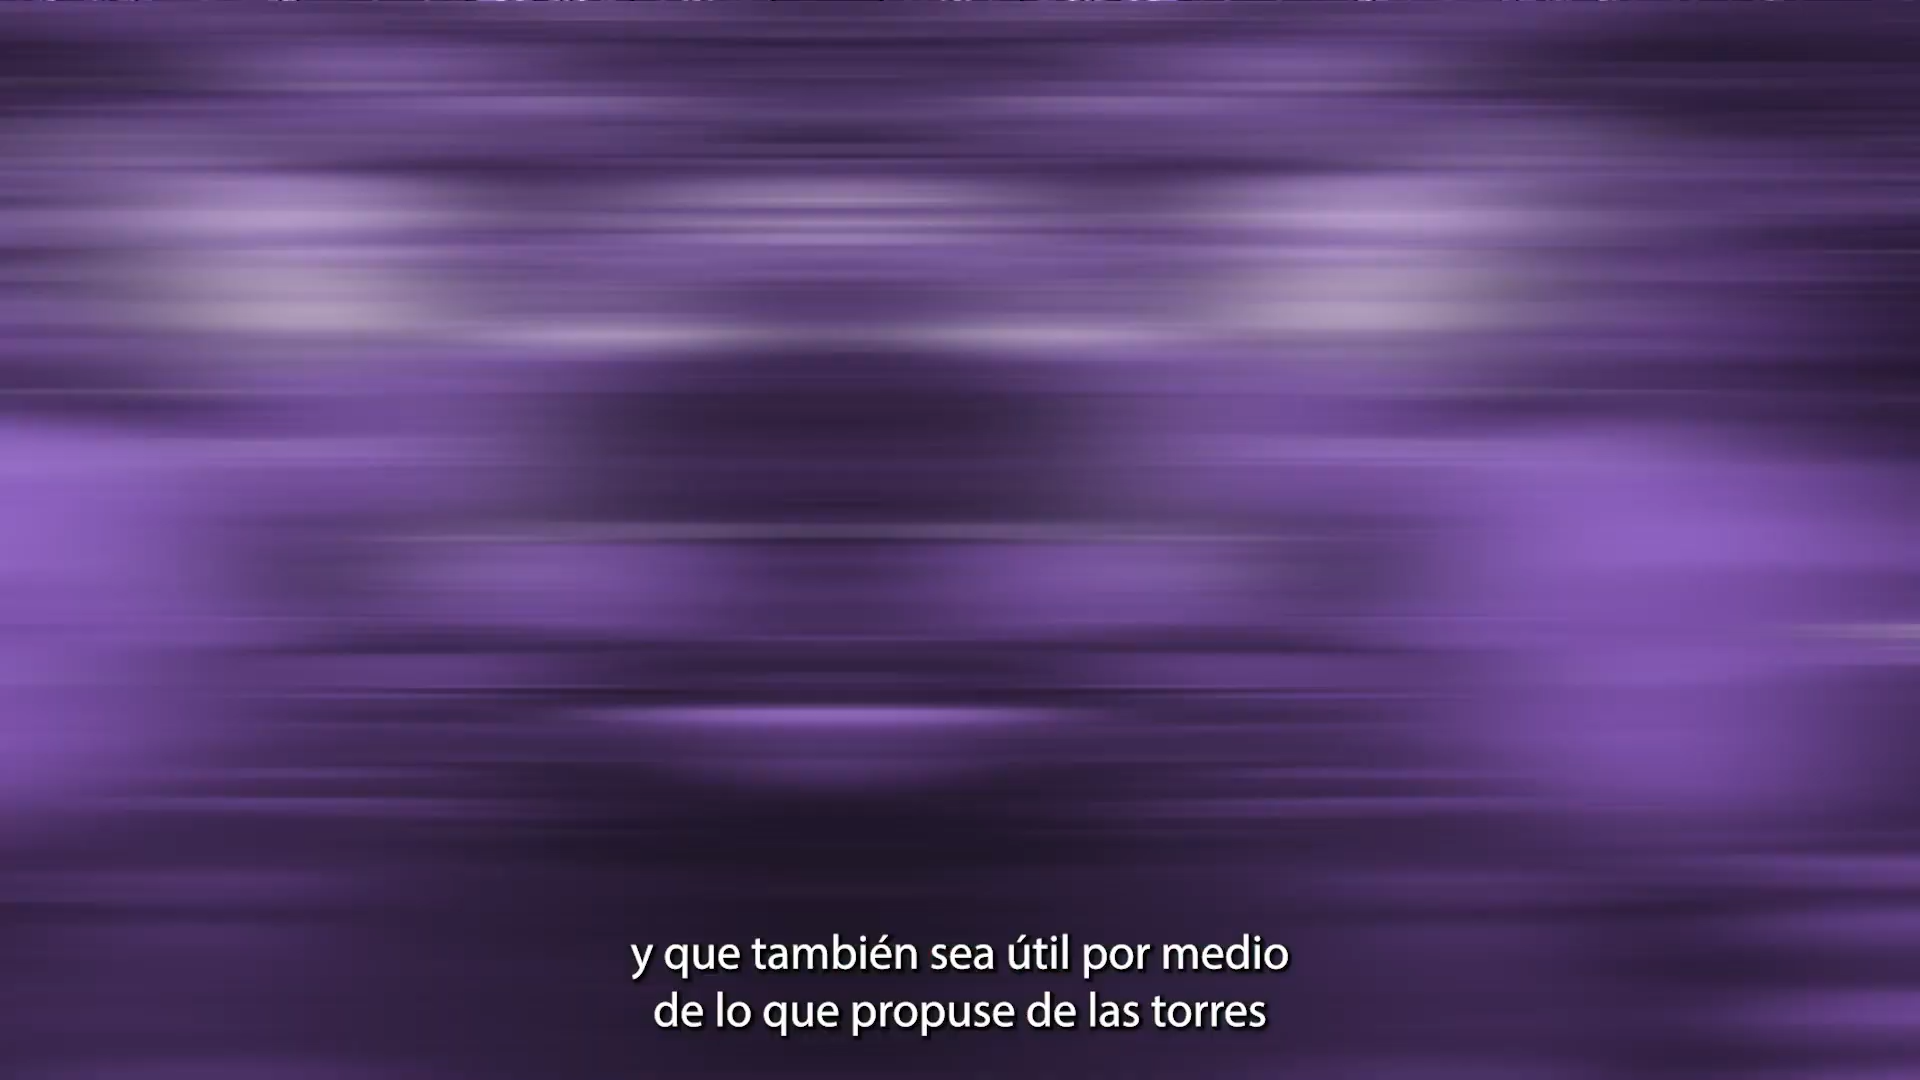 y que también sea útil por medio
de lo que propuse de las torres